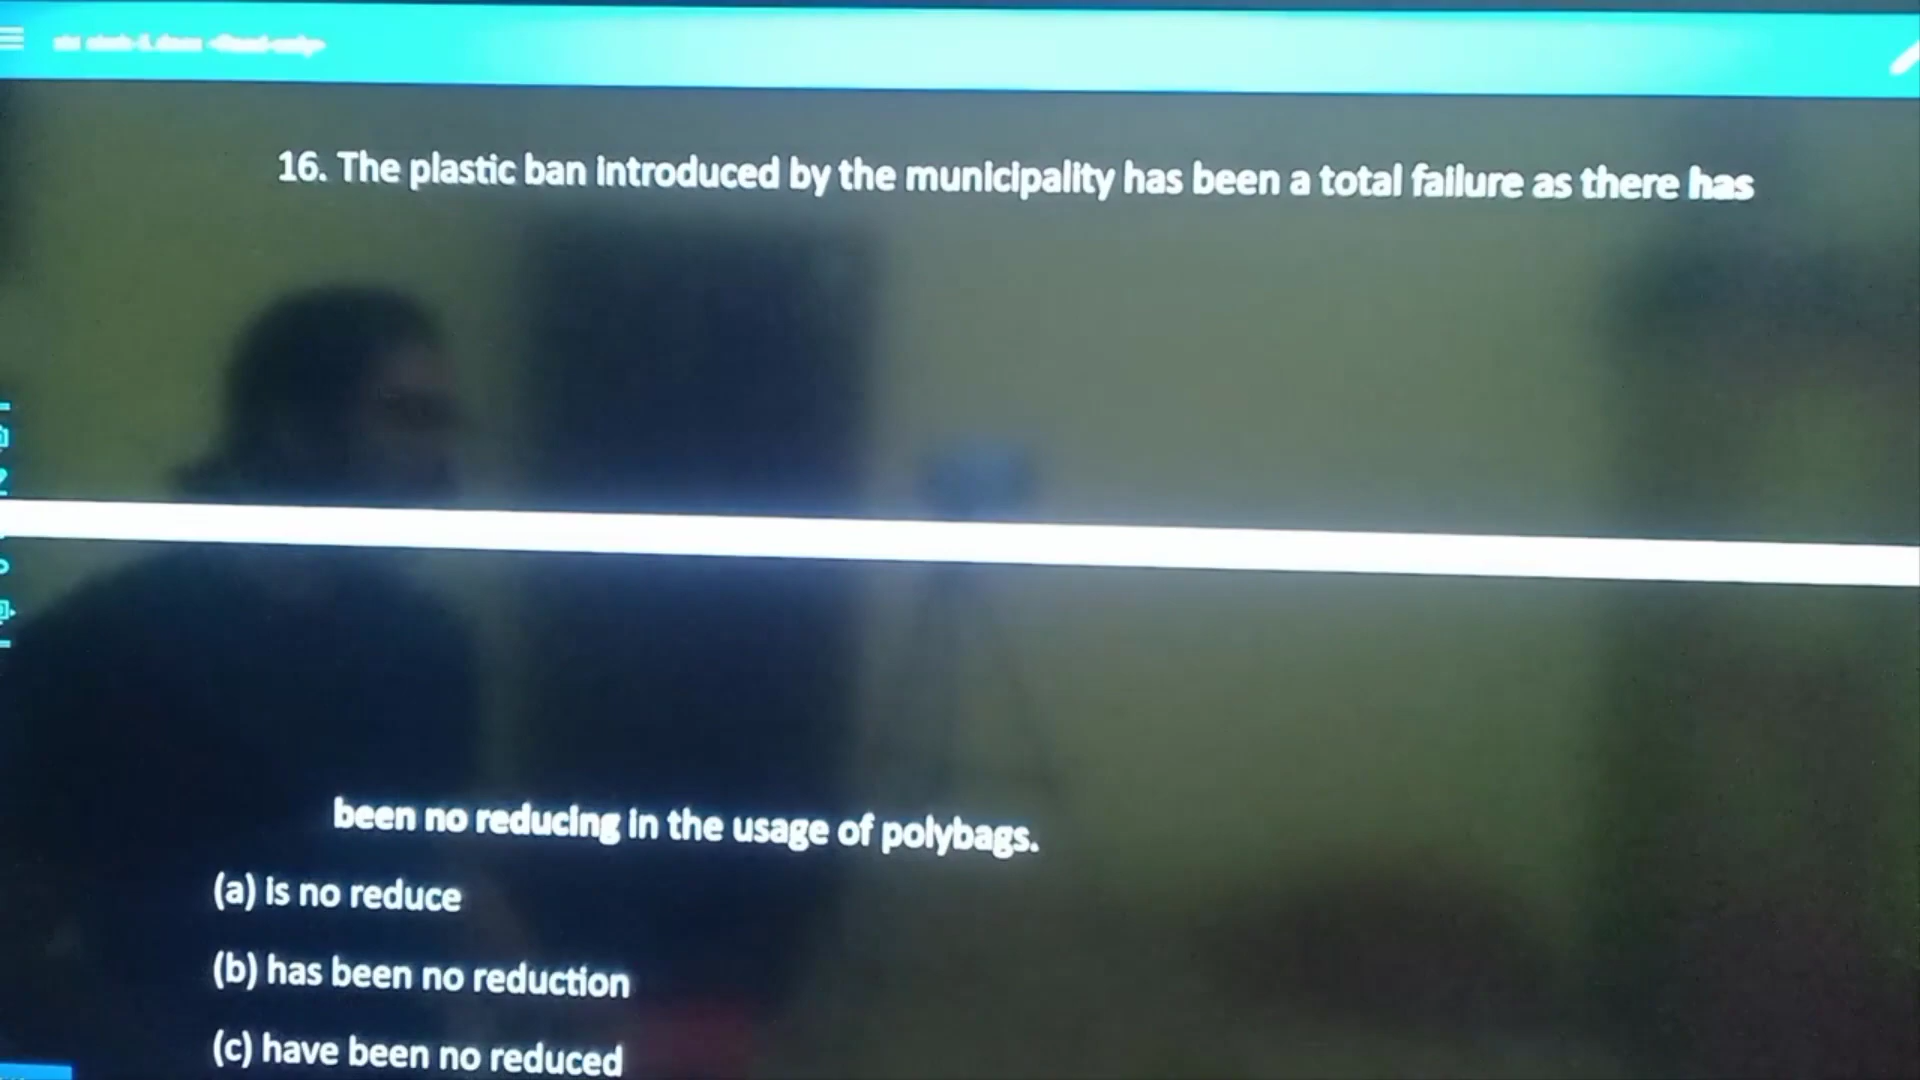 16. The plastic ban introduced by the municipality has been a total failure as there has
been no reducing in the usage of polybags.
(a) is no reduce
(b) has been no reduction
(c) have been no reduced